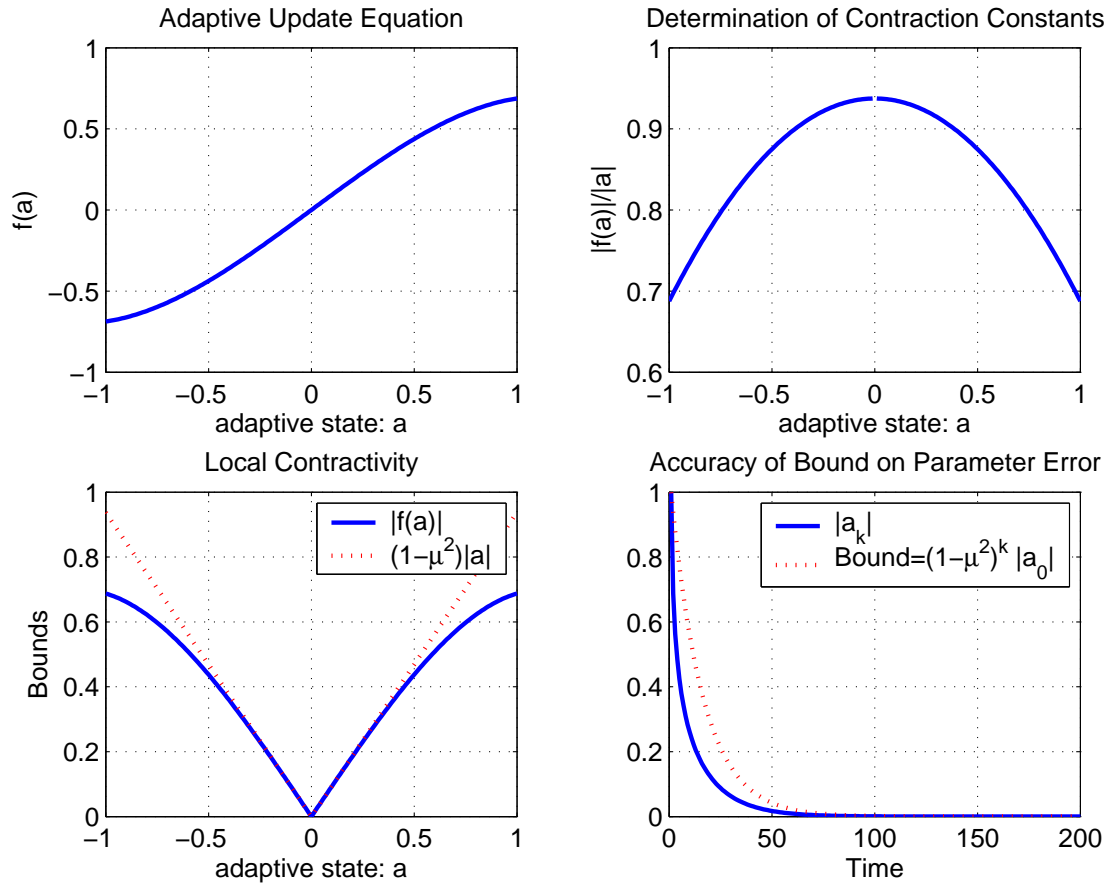 Adaptive Update Equation
1
0.5
0
−0.5
−1
f(a)
−1 −0.5 0 0.5 1
adaptive state: a
Determination of Contraction Constants
1
0.9
0.8
0.7
0.6
|f(a)|/|a|
−1 −0.5 0 0.5 1
adaptive state: a
Local Contractivity
1
0.8
0.6
0.4
0.2
0
Bounds
|f(a)|
(1−μ²)|a|
−1 −0.5 0 0.5 1
adaptive state: a
Accuracy of Bound on Parameter Error
1
0.8
0.6
0.4
0.2
0
|a_k|
Bound=(1−μ²)^k |a_0|
0 50 100 150 200
Time